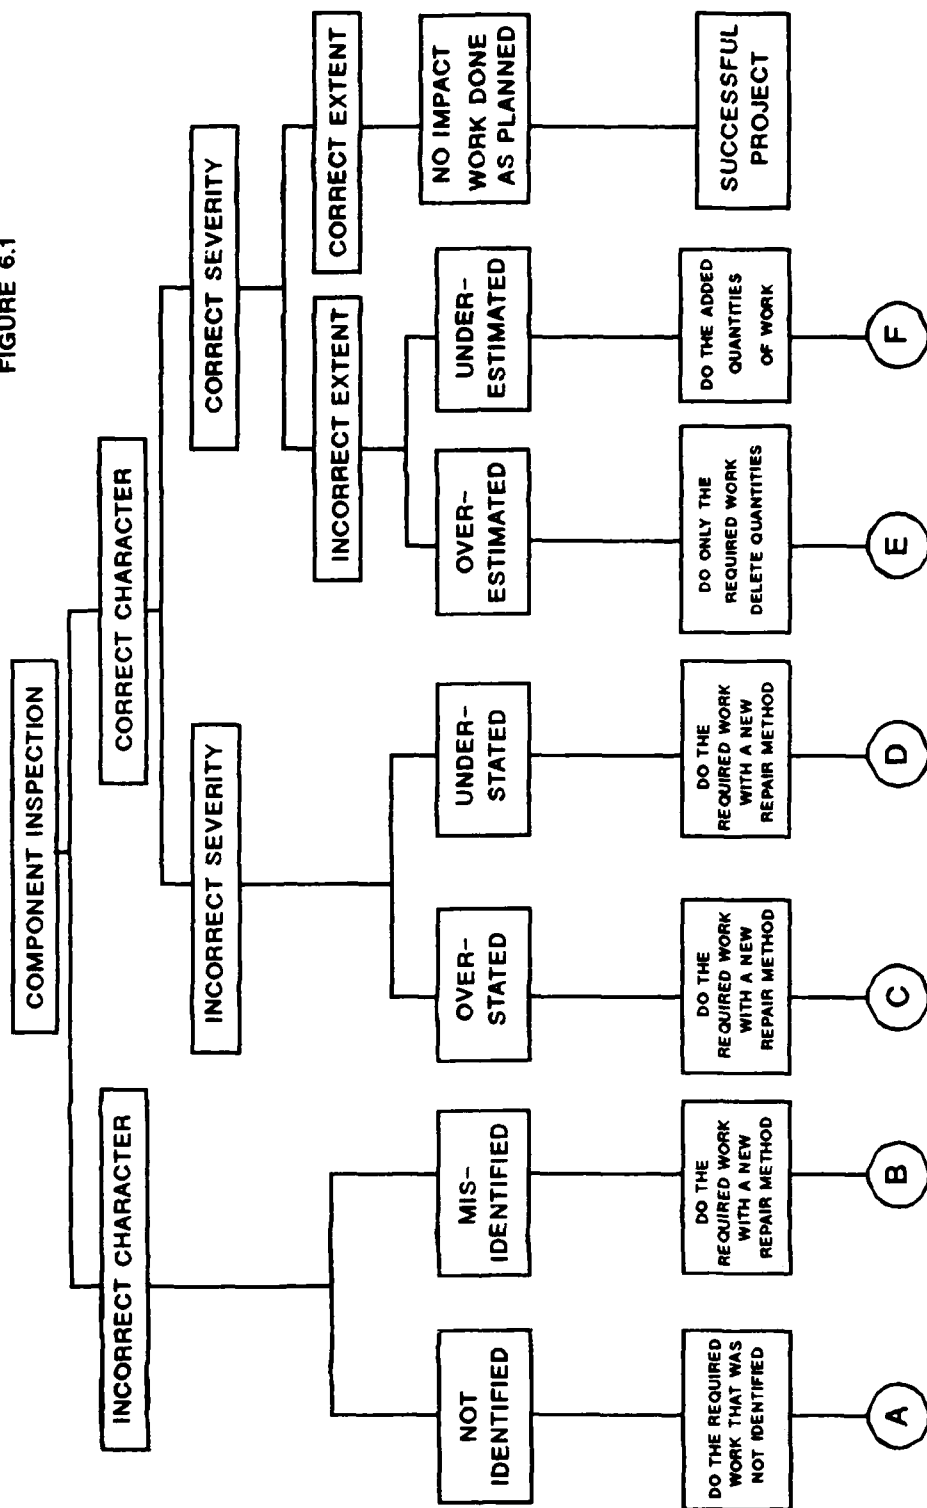 FIGURE 6.1
COMPONENT INSPECTION
INCORRECT CHARACTER
CORRECT CHARACTER
INCORRECT SEVERITY
CORRECT SEVERITY
INCORRECT EXTENT
CORRECT EXTENT
NOT
IDENTIFIED
MIS-
IDENTIFIED
OVER-
STATED
UNDER-
STATED
OVER-
ESTIMATED
UNDER-
ESTIMATED
NO IMPACT
WORK DONE
AS PLANNED
DO THE REQUIRED
WORK THAT WAS
NOT IDENTIFIED
DO THE
REQUIRED WORK
WITH A NEW
REPAIR METHOD
DO THE
REQUIRED WORK
WITH A NEW
REPAIR METHOD
DO THE
REQUIRED WORK
WITH A NEW
REPAIR METHOD
DO ONLY THE
REQUIRED WORK
DELETE QUANTITIES
DO THE ADDED
QUANTITIES
OF WORK
SUCCESSFUL
PROJECT
A
B
C
D
E
F